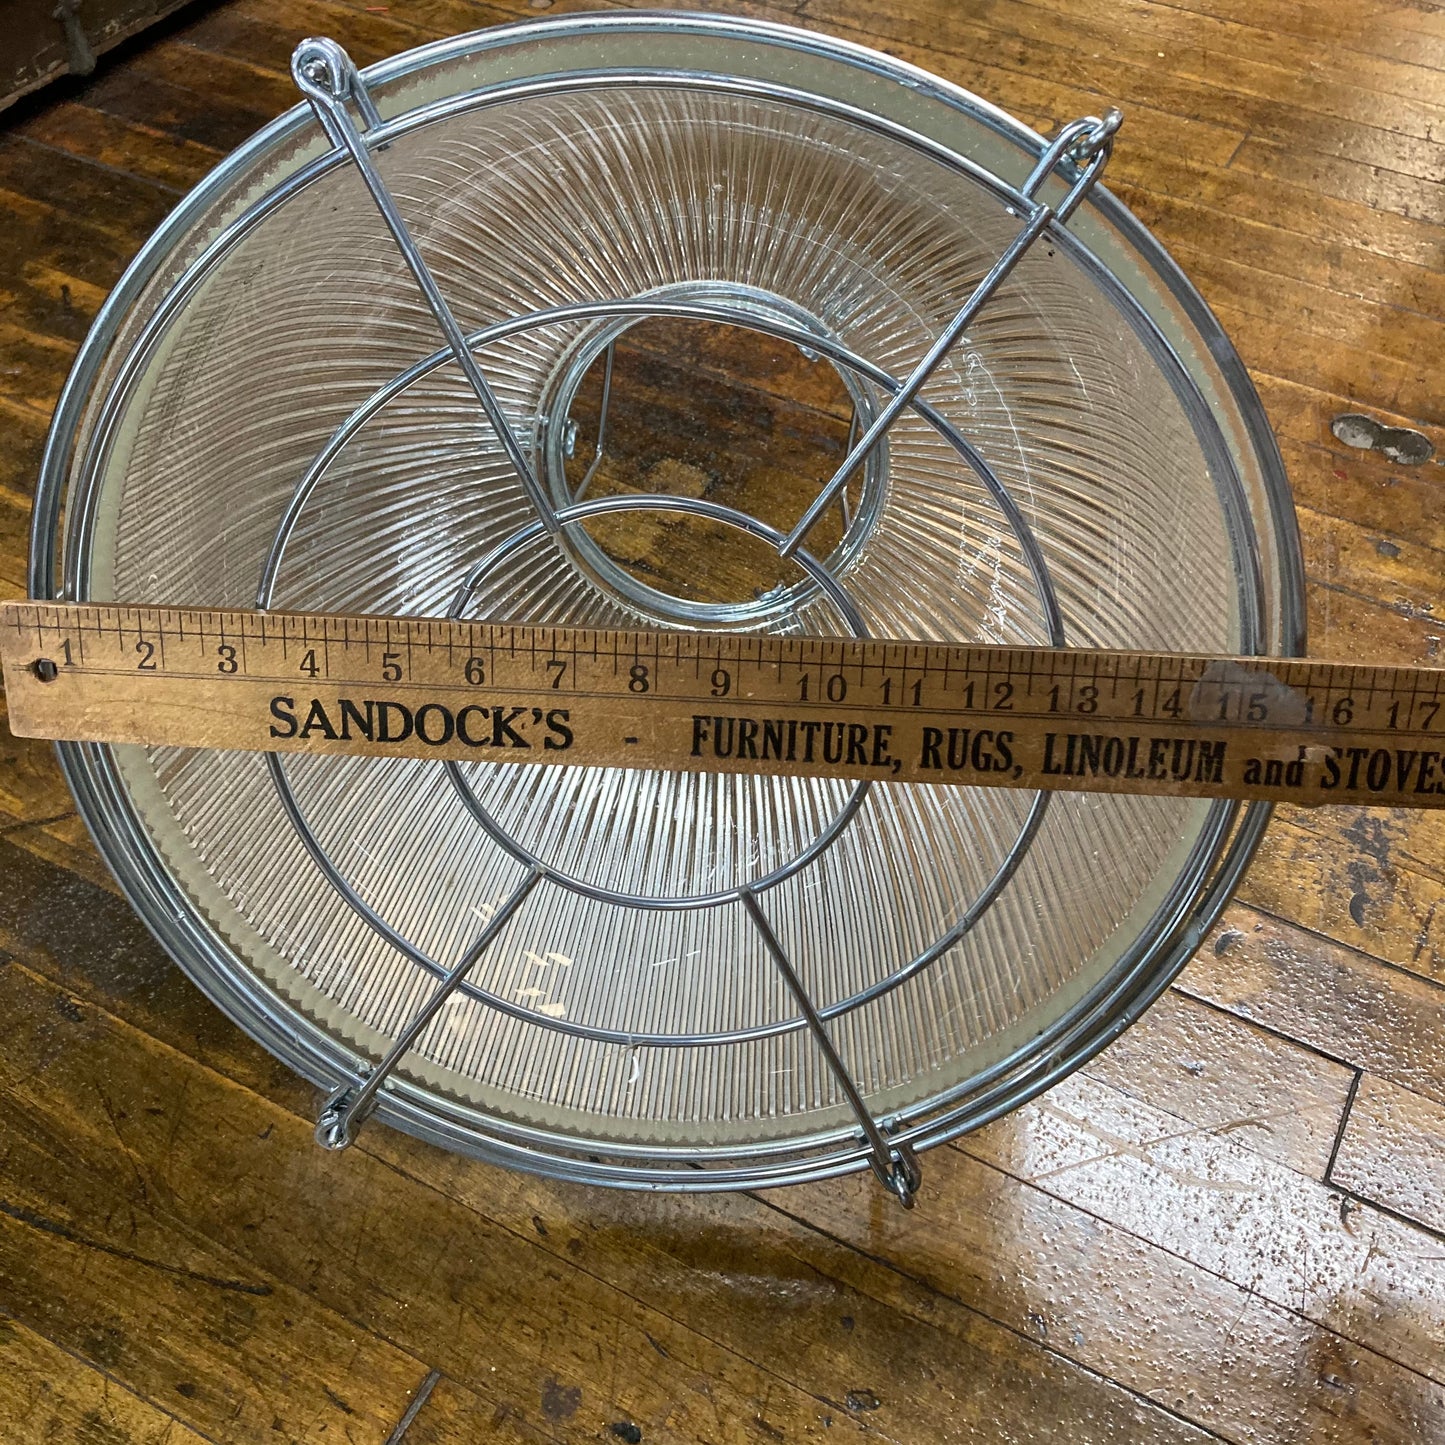 1 2 3 4 5 6 7 8 9 10 11 12 13 14 15 16 17
SANDOCK'S - FURNITURE, RUGS, LINOLEUM and STOVES